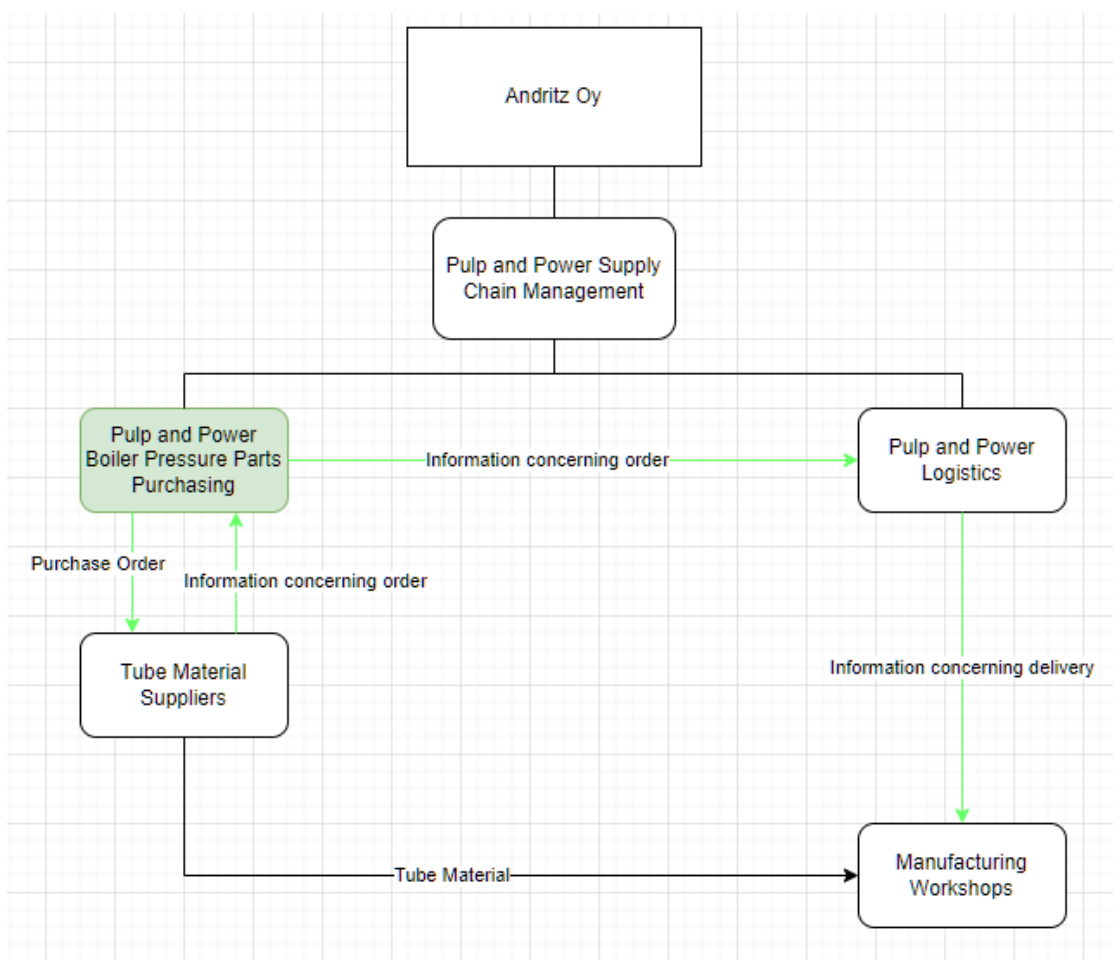 Andritz Oy
Pulp and Power Supply
Chain Management
Pulp and Power
Boiler Pressure Parts
Purchasing
Information concerning order
Pulp and Power
Logistics
Purchase Order
Information concerning order
Tube Material
Suppliers
Information concerning delivery
Tube Material
Manufacturing
Workshops